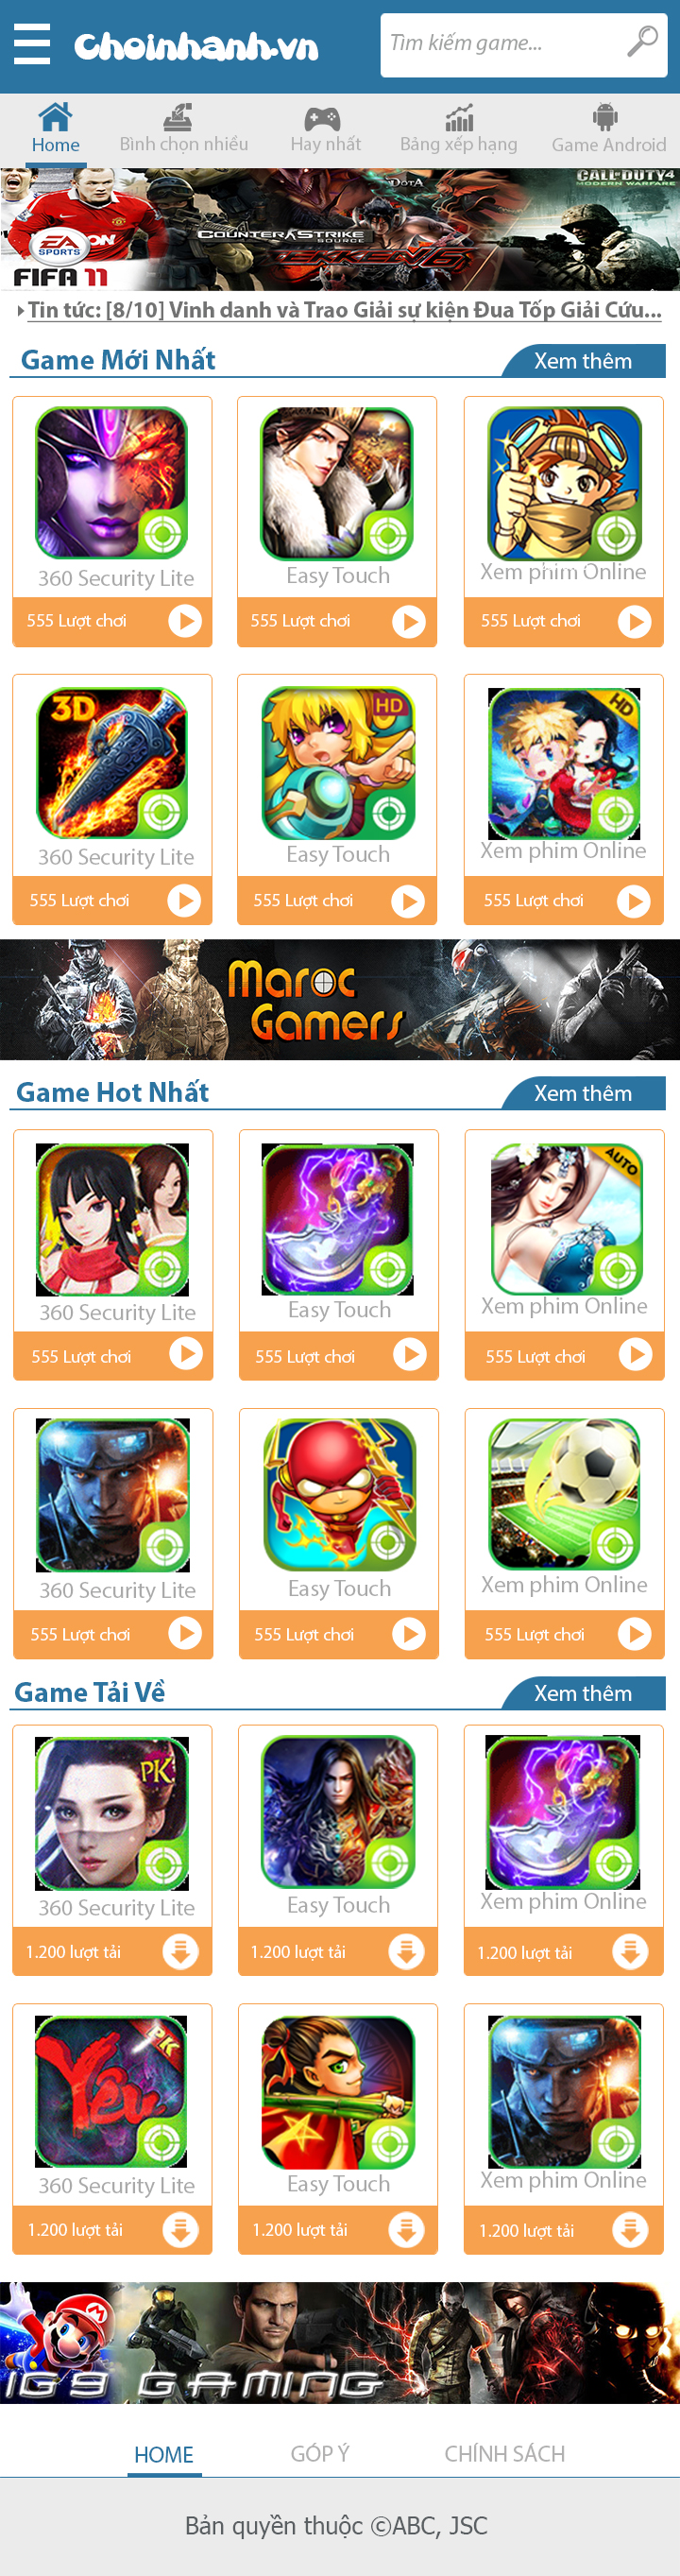 Choinhanh.vn
Tìm kiếm game...
Home
Bình chọn nhiều
Hay nhất
Bảng xếp hạng
Game Android
DOTA
CALL OF DUTY 4
MODERN WARFARE
COUNTER STRIKE
SOURCE
TEKKEN 6
EA
SPORTS
FIFA 11
Tin tức: [8/10] Vinh danh và Trao Giải sự kiện Đua Tốp Giải Cứu...
Game Mới Nhất
Xem thêm
360 Security Lite
Easy Touch
Xem phim Online
555 Lượt chơi
555 Lượt chơi
555 Lượt chơi
3D
HD
HD
360 Security Lite
Easy Touch
Xem phim Online
555 Lượt chơi
555 Lượt chơi
555 Lượt chơi
Maroc
Gamers
Game Hot Nhất
Xem thêm
AUTO
360 Security Lite
Easy Touch
Xem phim Online
555 Lượt chơi
555 Lượt chơi
555 Lượt chơi
360 Security Lite
Easy Touch
Xem phim Online
555 Lượt chơi
555 Lượt chơi
555 Lượt chơi
Game Tải Về
Xem thêm
PK
360 Security Lite
Easy Touch
Xem phim Online
1.200 lượt tải
1.200 lượt tải
1.200 lượt tải
PK
Yêu
360 Security Lite
Easy Touch
Xem phim Online
1.200 lượt tải
1.200 lượt tải
1.200 lượt tải
IG9 GAMING
HOME
GÓP Ý
CHÍNH SÁCH
Bản quyền thuộc ©ABC, JSC